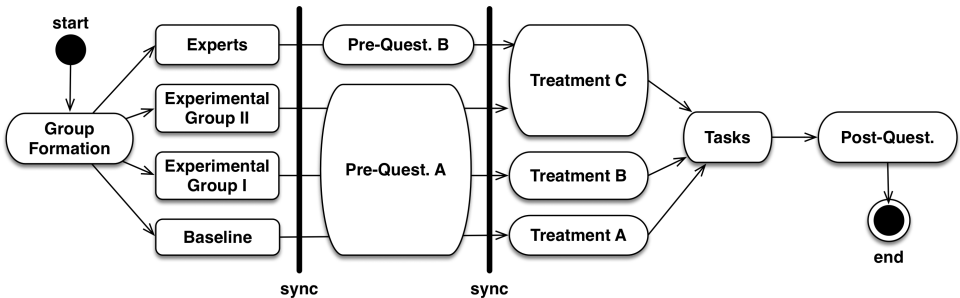 start
Group
Formation
Experts
Experimental
Group II
Experimental
Group I
Baseline
sync
Pre-Quest. B
Pre-Quest. A
sync
Treatment C
Treatment B
Treatment A
Tasks
Post-Quest.
end